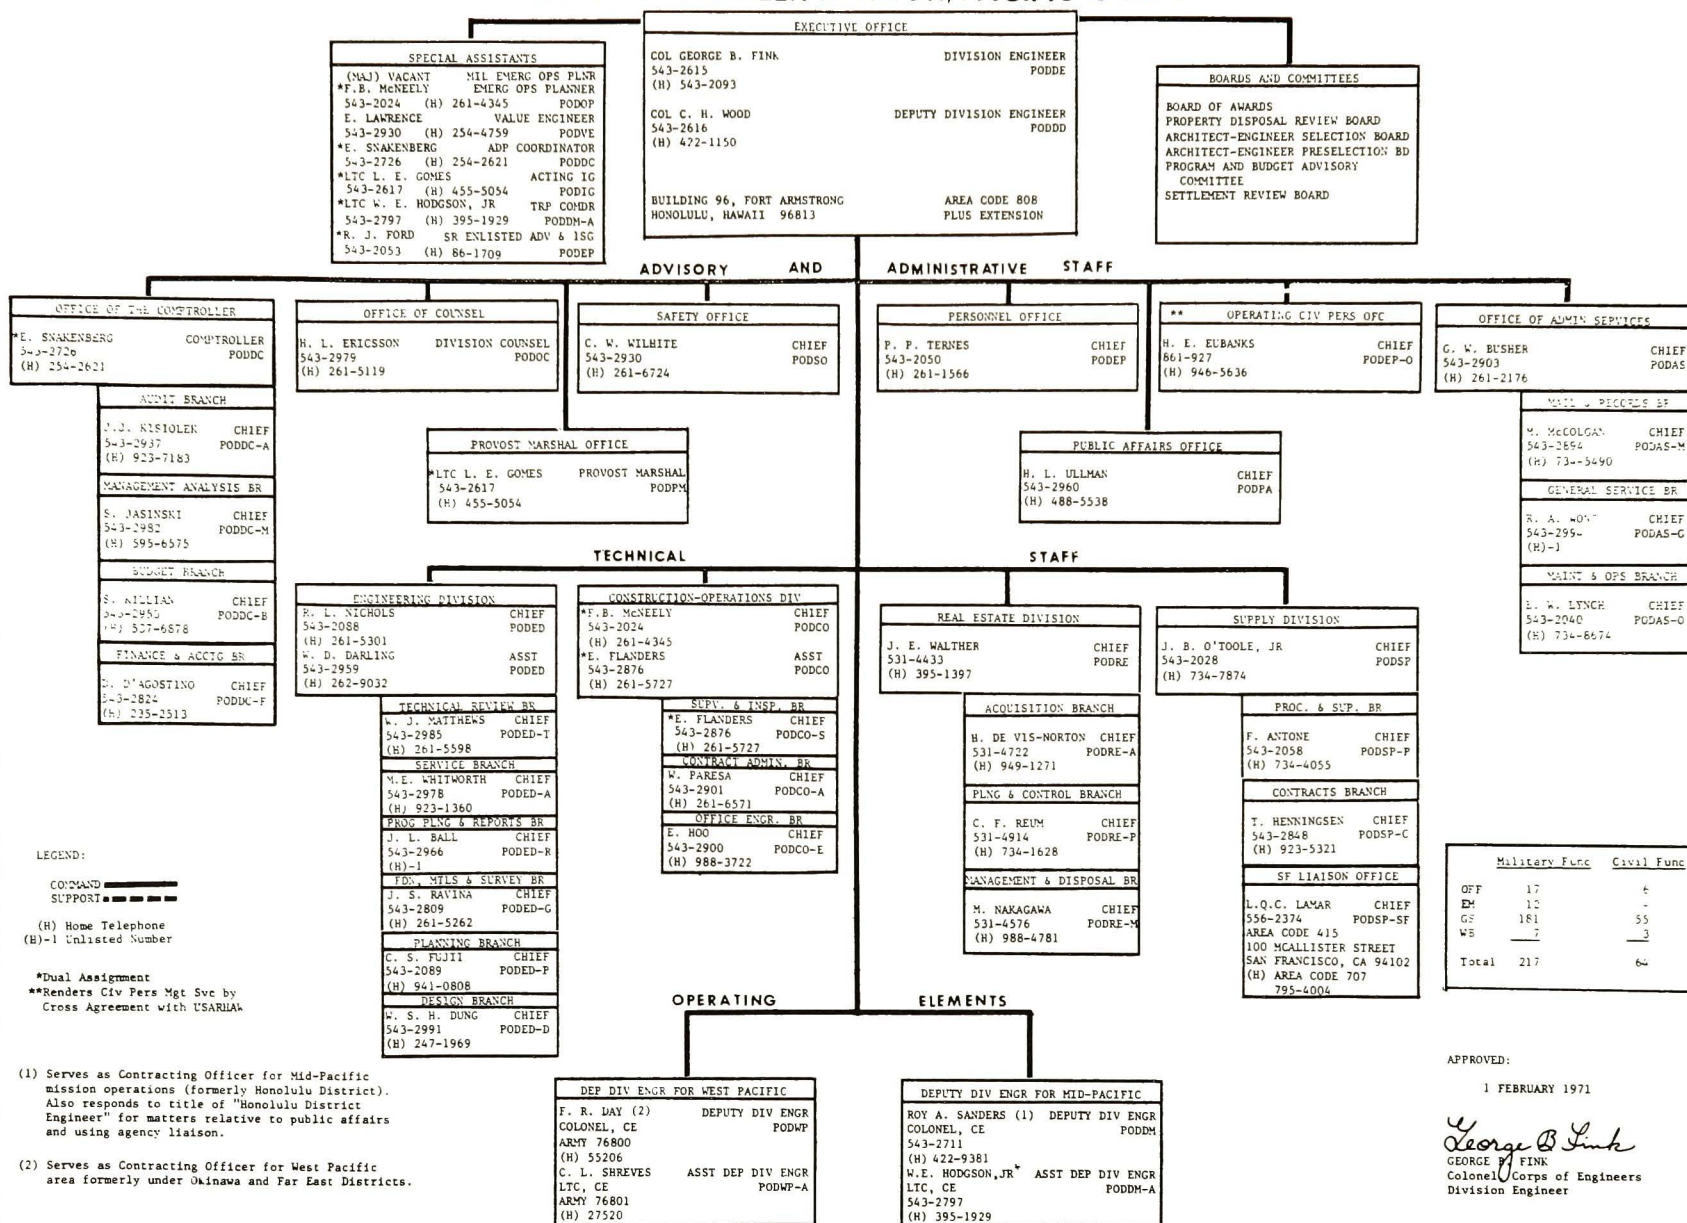 EXECUTIVE OFFICE
COL GEORGE B. FINK DIVISION ENGINEER
543-2615 PODDE
(H) 543-2093
COL C. H. WOOD DEPUTY DIVISION ENGINEER
543-2616 PODDD
(H) 472-1150
BUILDING 96, FORT ARMSTRONG AREA CODE 808
HONOLULU, HAWAII 96813 PLUS EXTENSION
SPECIAL ASSISTANTS
(MAJ) VACANT MIL EMERG OPS PLNR
*F.B. McNEELY EMERG OPS PLANNER
543-2024 (H) 261-4345 PODOP
E. LAWRENCE VALUE ENGINEER
543-2930 (H) 254-4759 PODVE
*E. SNAKENBERG ADP COORDINATOR
543-2726 (H) 254-2621 PODDC
*LTC L. E. GOMES ACTING IG
543-2617 (H) 455-5054 PODIG
*LTC W. E. HODGSON, JR TRP COMDR
543-2797 (H) 395-1929 PODDM-A
*R. J. FORD SR ENLISTED ADV & 1SG
543-2053 (H) 86-1709 PODEP
BOARDS AND COMMITTEES
BOARD OF AWARDS
PROPERTY DISPOSAL REVIEW BOARD
ARCHITECT-ENGINEER SELECTION BOARD
ARCHITECT-ENGINEER PRESELECTION BD
PROGRAM AND BUDGET ADVISORY
COMMITTEE
SETTLEMENT REVIEW BOARD
ADVISORY AND ADMINISTRATIVE STAFF
OFFICE OF THE COMPTROLLER
*E. SNAKENBERG COMPTROLLER
543-2726 PODDC
(H) 254-2621
AUDIT BRANCH
J.J. KISIOLEK CHIEF
543-2937 PODDC-A
(H) 923-7183
MANAGEMENT ANALYSIS BR
S. JASINSKI CHIEF
543-2982 PODDC-M
(H) 595-6575
BUDGET BRANCH
S. KILLIAN CHIEF
PODDC-B
FINANCE & ACCTG BR
D. D'AGOSTINO CHIEF
543-2824 PODDC-F
(H) 235-2513
OFFICE OF COUNSEL
H. L. ERICSSON DIVISION COUNSEL
543-2979 PODOC
(H) 261-5119
SAFETY OFFICE
C. W. WILHITE CHIEF
543-2930 PODSO
(H) 261-6724
PERSONNEL OFFICE
P. P. TERNES CHIEF
543-2050 PODEP
(H) 261-1566
** OPERATING CIV PERS OFC
H. E. EUBANKS CHIEF
861-927 PODEP-O
(H) 946-5636
OFFICE OF ADMIN SERVICES
G. W. BUSHER CHIEF
543-2903 PODAS
(H) 261-2176
MAIL & RECORDS BR
M. McCOLGAN CHIEF
543-2894 PODAS-M
(H) 734-5490
GENERAL SERVICE BR
R. A. CHIEF
PODAS-G
(H)-1
MAINT & OPS BRANCH
E. W. LYNCH CHIEF
543-2040 PODAS-O
(H) 734-8674
PROVOST MARSHAL OFFICE
*LTC L. E. GOMES PROVOST MARSHAL
543-2617 PODPM
(H) 455-5054
PUBLIC AFFAIRS OFFICE
H. L. ULLMAN CHIEF
543-2960 PODPA
(H) 488-5538
TECHNICAL STAFF
ENGINEERING DIVISION
R. L. NICHOLS CHIEF
543-2088 PODED
(H) 261-5301
W. D. DARLING ASST
543-2959 PODED
(H) 262-9032
TECHNICAL REVIEW BR
W. J. MATTHEWS CHIEF
543-2985 PODED-T
(H) 261-5598
SERVICE BRANCH
M.E. WHITWORTH CHIEF
543-2978 PODED-A
(H) 923-1360
PROG PLNG & REPORTS BR
J. L. BALL CHIEF
543-2966 PODED-R
(H)-1
FDN, MTLS & SURVEY BR
J. S. RAVINA CHIEF
543-2809 PODED-G
(H) 261-5262
PLANNING BRANCH
C. S. FUJII CHIEF
543-2089 PODED-P
(H) 941-0808
DESIGN BRANCH
W. S. H. DUNG CHIEF
543-2991 PODED-D
(H) 247-1969
CONSTRUCTION-OPERATIONS DIV
*F.B. McNEELY CHIEF
543-2024 PODCO
(H) 261-4345
*E. FLANDERS ASST
543-2876 PODCO
(H) 261-5727
SUPV. & INSP. BR
*E. FLANDERS CHIEF
543-2876 PODCO-S
(H) 261-5727
CONTRACT ADMIN. BR
W. PARESA CHIEF
543-2901 PODCO-A
(H) 261-6571
OFFICE ENGR. BR
E. HOO CHIEF
543-2900 PODCO-E
(H) 988-3722
REAL ESTATE DIVISION
J. E. WALTHER CHIEF
531-4433 PODRE
(H) 395-1397
ACQUISITION BRANCH
H. DE VIS-NORTON CHIEF
531-4722 PODRE-A
(H) 949-1271
PLNG & CONTROL BRANCH
C. F. REUM CHIEF
531-4914 PODRE-P
(H) 734-1628
MANAGEMENT & DISPOSAL BR
M. NAKAGAWA CHIEF
531-4576 PODRE-M
(H) 988-4781
SUPPLY DIVISION
J. B. O'TOOLE, JR CHIEF
543-2028 PODSP
(H) 734-7874
PROC. & SUP. BR
F. ANTONE CHIEF
543-2058 PODSP-P
(H) 734-4055
CONTRACTS BRANCH
T. HENNINGSEN CHIEF
543-2848 PODSP-C
(H) 923-5321
SF LIAISON OFFICE
L.Q.C. LAMAR CHIEF
556-2374 PODSP-SF
AREA CODE 415
100 MCALLISTER STREET
SAN FRANCISCO, CA 94102
(H) AREA CODE 707
795-4004
LEGEND:
COMMAND
SUPPORT
(H) Home Telephone
(H)-1 Unlisted Number
*Dual Assignment
**Renders Civ Pers Mgt Svc by
Cross Agreement with USARHAW
Military Func Civil Func
OFF 17 6
EM 12 -
GS 181 55
WB 7 3
Total 217 64
OPERATING ELEMENTS
DEP DIV ENGR FOR WEST PACIFIC
F. R. DAY (2) DEPUTY DIV ENGR
COLONEL, CE PODWP
ARMY 76800
(H) 55206
C. L. SHREVES ASST DEP DIV ENGR
LTC, CE PODWP-A
ARMY 76801
(H) 27520
DEPUTY DIV ENGR FOR MID-PACIFIC
ROY A. SANDERS (1) DEPUTY DIV ENGR
COLONEL, CE PODDM
543-2711
(H) 422-9381
W.E. HODGSON, JR* ASST DEP DIV ENGR
LTC, CE PODDM-A
543-2797
(H) 395-1929
(1) Serves as Contracting Officer for Mid-Pacific
mission operations (formerly Honolulu District).
Also responds to title of "Honolulu District
Engineer" for matters relative to public affairs
and using agency liaison.
(2) Serves as Contracting Officer for West Pacific
area formerly under Okinawa and Far East Districts.
APPROVED:
1 FEBRUARY 1971
George B Fink
GEORGE B. FINK
Colonel, Corps of Engineers
Division Engineer